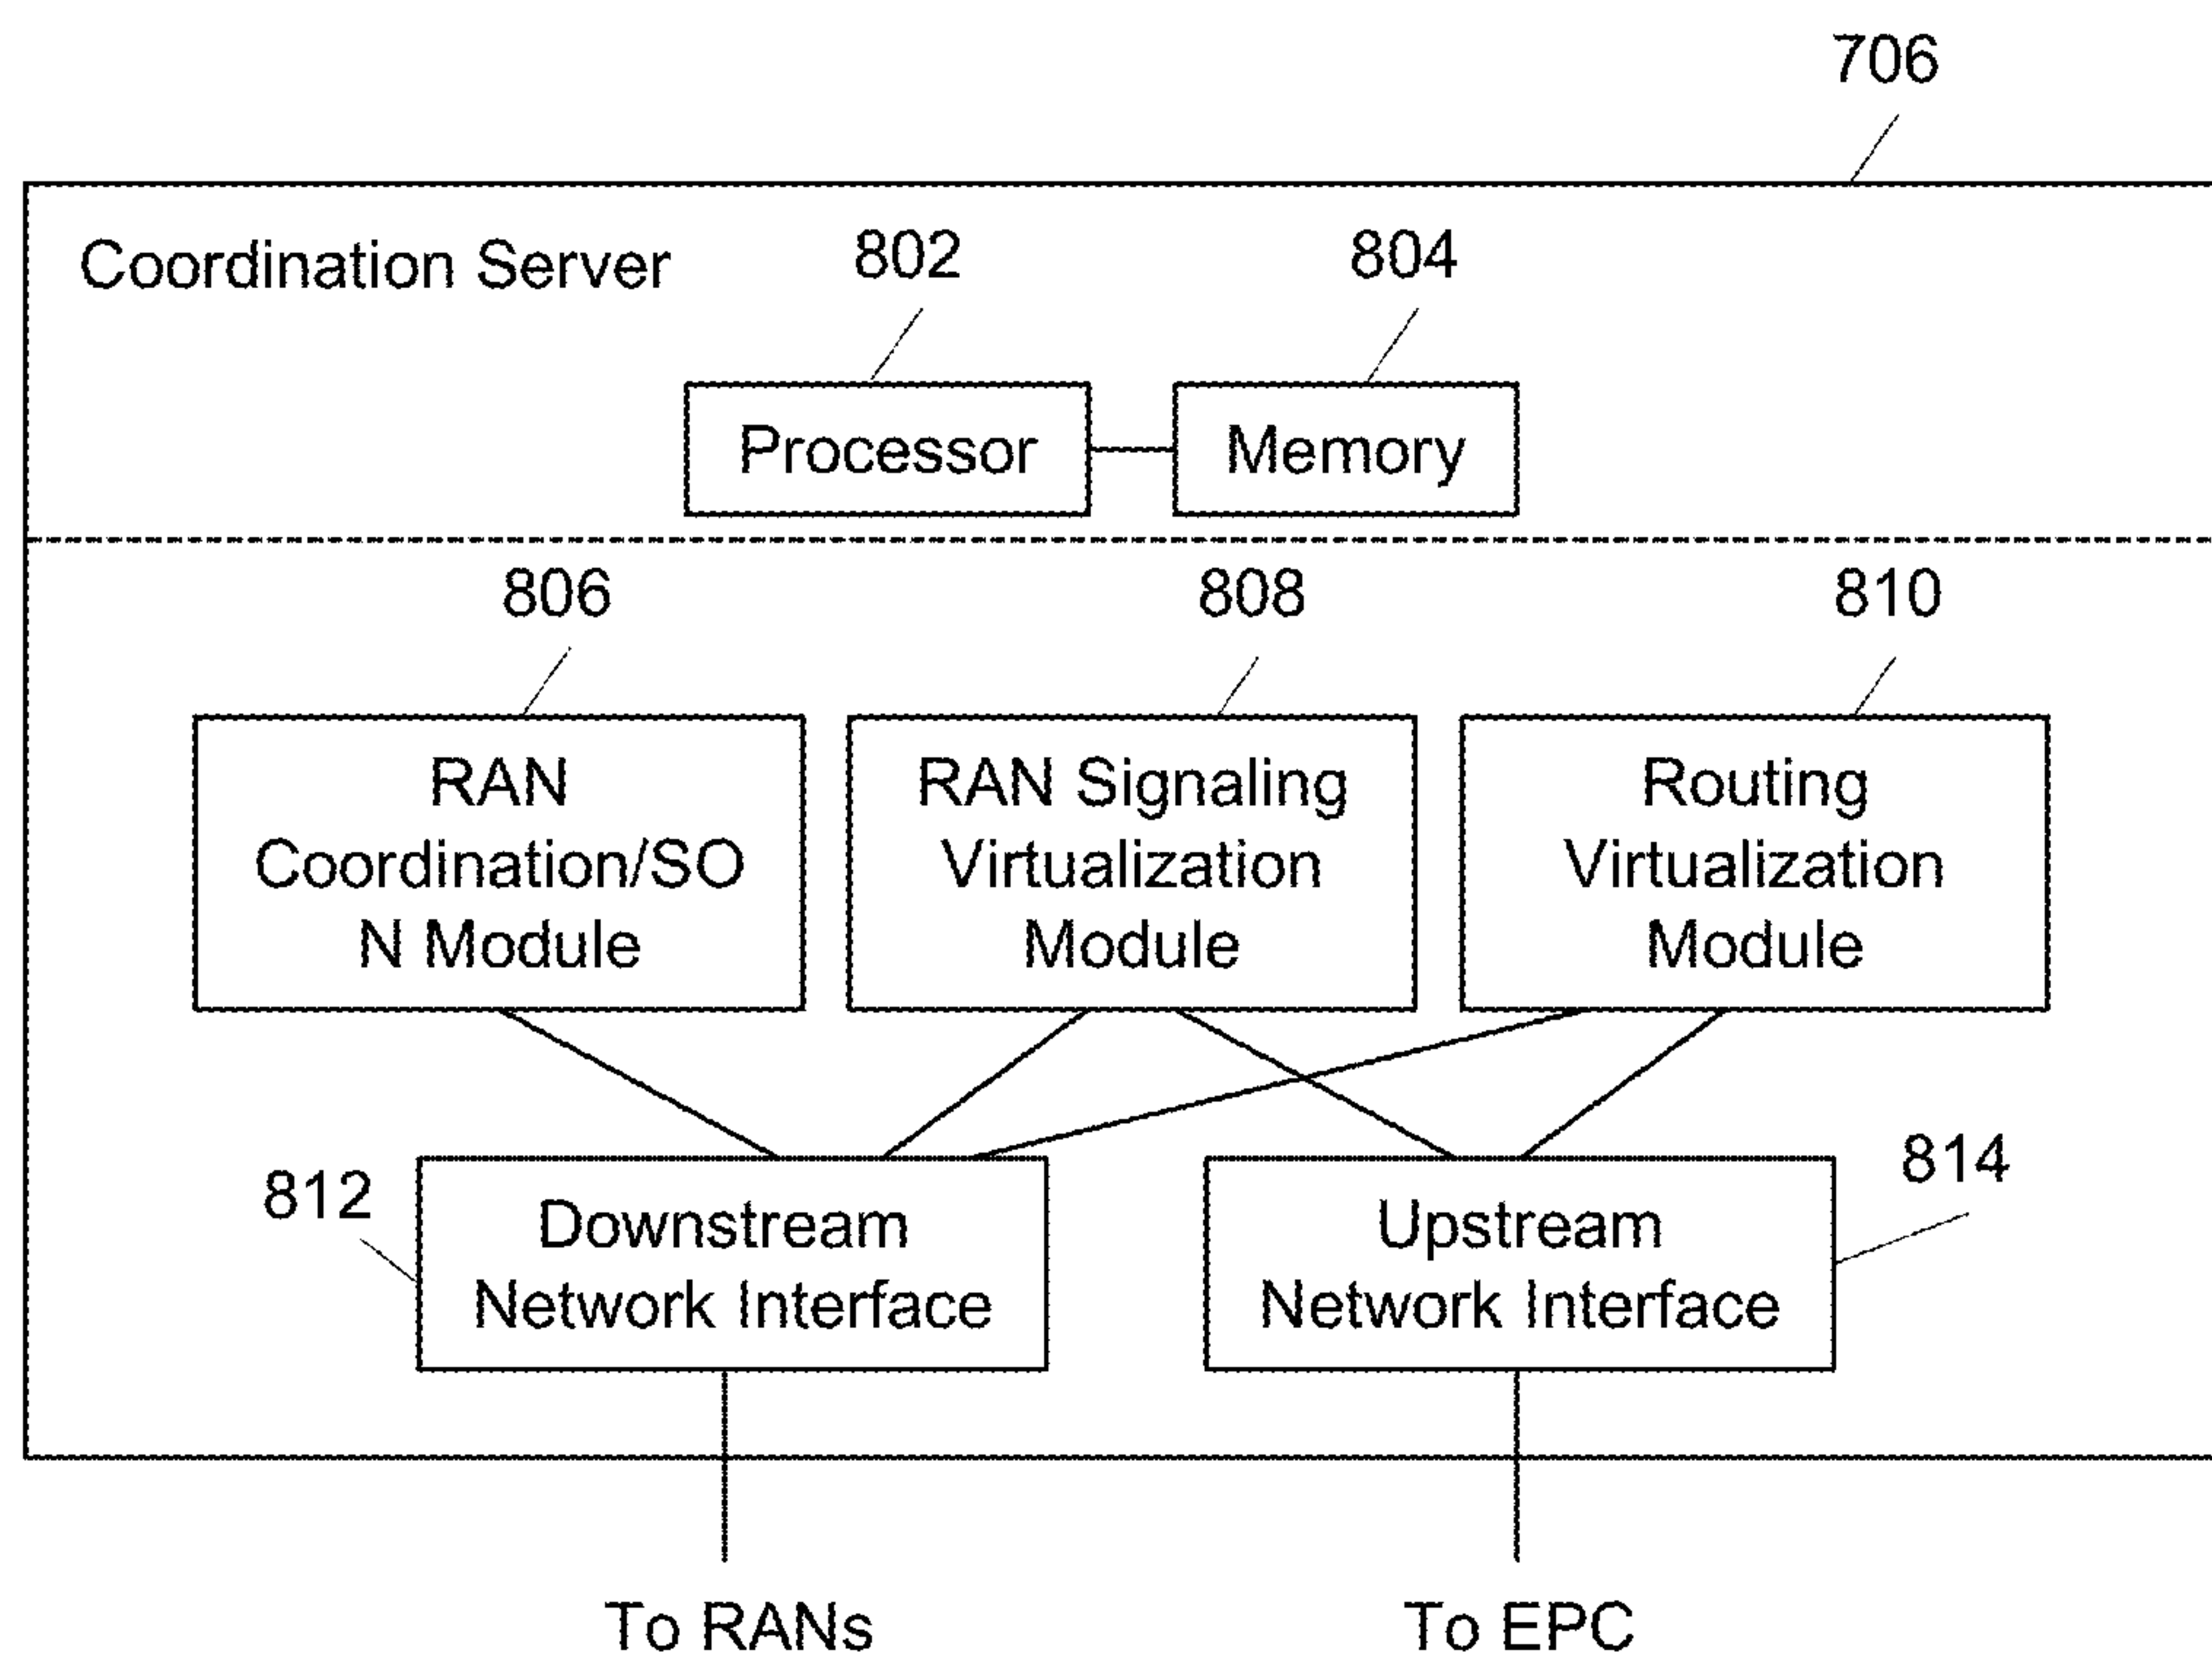 706
Coordination Server
802
804
Processor
Memory
806
808
810
RAN
Coordination/SO
N Module
RAN Signaling
Virtualization
Module
Routing
Virtualization
Module
812
Downstream
Network Interface
Upstream
Network Interface
814
To RANs
To EPC